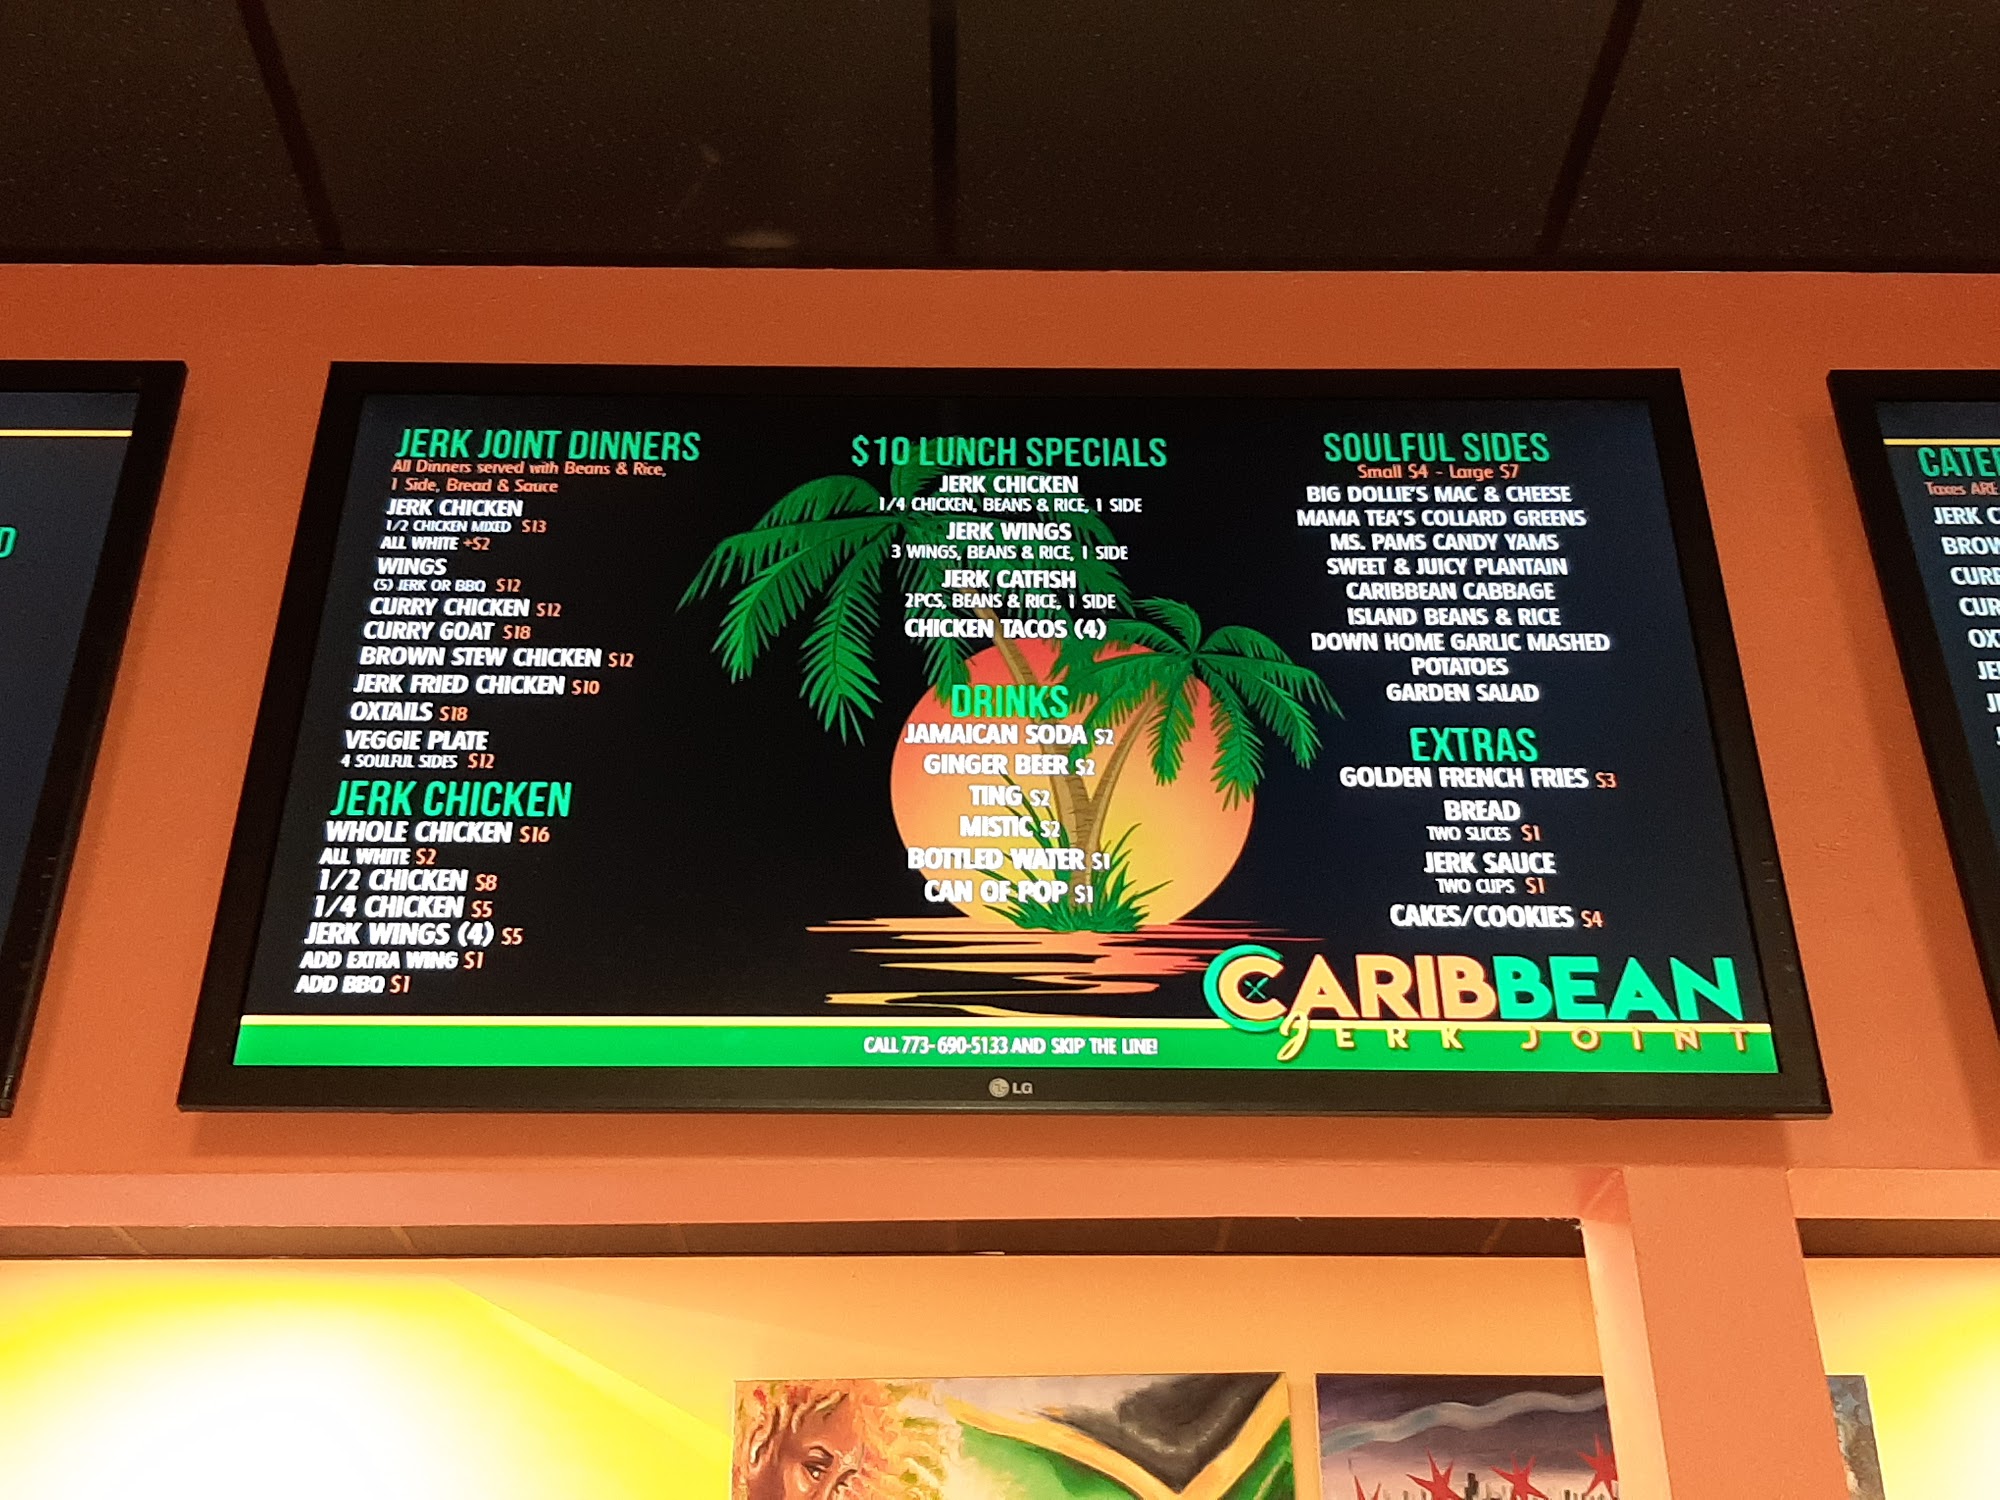 JERK JOINT DINNERS
All Dinners served with Beans & Rice,
1 Side, Bread & Sauce
JERK CHICKEN
1/2 CHICKEN MIXED $13
ALL WHITE +$2
WINGS
(5) JERK OR BBQ $12
CURRY CHICKEN $12
CURRY GOAT $18
BROWN STEW CHICKEN $12
JERK FRIED CHICKEN $10
OXTAILS $18
VEGGIE PLATE
4 SOULFUL SIDES $12
JERK CHICKEN
WHOLE CHICKEN $16
ALL WHITE $2
1/2 CHICKEN $8
1/4 CHICKEN $5
JERK WINGS (4) $5
ADD EXTRA WING $1
ADD BBQ $1
$10 LUNCH SPECIALS
JERK CHICKEN
1/4 CHICKEN, BEANS & RICE, 1 SIDE
JERK WINGS
3 WINGS, BEANS & RICE, 1 SIDE
JERK CATFISH
2PCS, BEANS & RICE, 1 SIDE
CHICKEN TACOS (4)
DRINKS
JAMAICAN SODA $2
GINGER BEER $2
TING $2
MISTIC $2
BOTTLED WATER $1
CAN OF POP $1
SOULFUL SIDES
Small $4 - Large $7
BIG DOLLIE'S MAC & CHEESE
MAMA TEA'S COLLARD GREENS
MS. PAMS CANDY YAMS
SWEET & JUICY PLANTAIN
CARIBBEAN CABBAGE
ISLAND BEANS & RICE
DOWN HOME GARLIC MASHED
POTATOES
GARDEN SALAD
EXTRAS
GOLDEN FRENCH FRIES $3
BREAD
TWO SLICES $1
JERK SAUCE
TWO CUPS $1
CAKES/COOKIES $4
CARIBBEAN
JERK JOINT
CALL 773-690-5133 AND SKIP THE LINE!
LG
D
CATE
Taxes ARE
JERK C
BROW
CURR
CUR
OX
JE